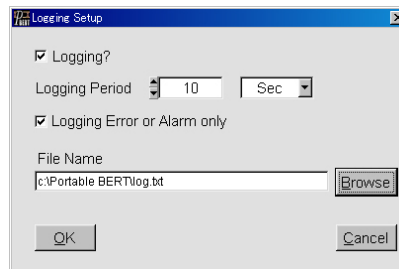 Logging Setup
Logging?
Logging Period 10 Sec
Logging Error or Alarm only
File Name
c:\Portable BERT\log.txt Browse
OK Cancel